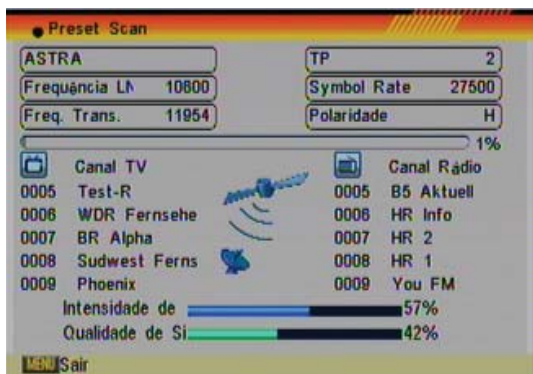 Preset Scan
ASTRA TP 2
Frequência LN 10600 Symbol Rate 27500
Freq. Trans. 11954 Polaridade H
1%
Canal TV Canal Rádio
0005 Test-R 0005 B5 Aktuell
0006 WDR Fernsehe 0006 HR Info
0007 BR Alpha 0007 HR 2
0008 Sudwest Ferns 0008 HR 1
0009 Phoenix 0009 You FM
Intensidade de 57%
Qualidade de Si 42%
MENU Sair